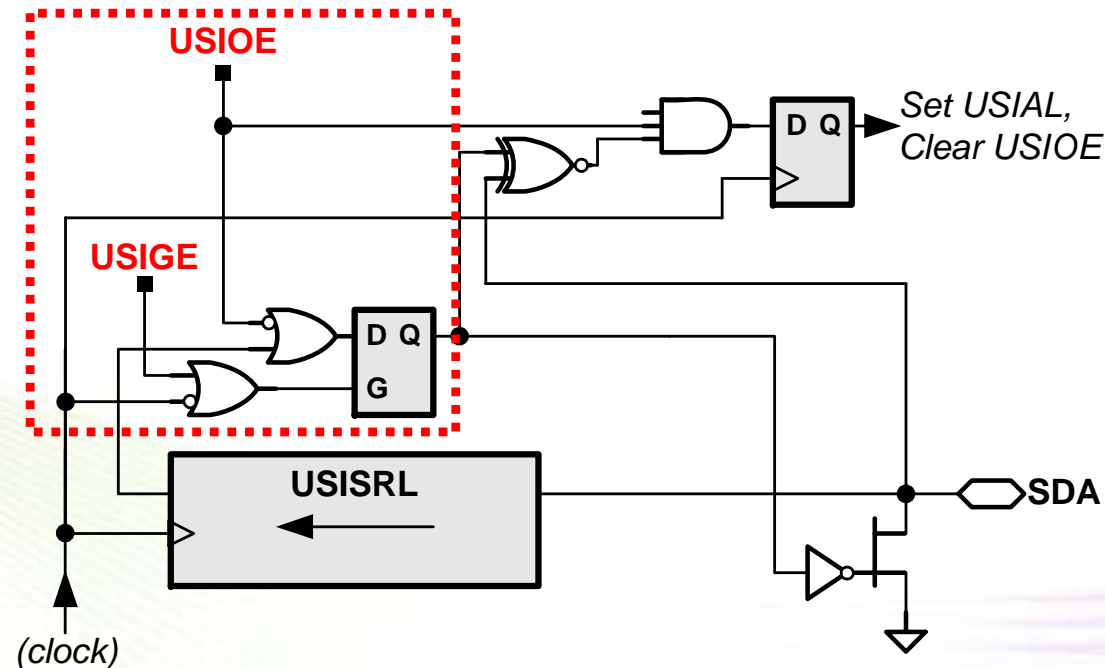 USIOE
Set USIAL,
Clear USIOE
D Q
USIGE
D Q
G
USISRL
SDA
(clock)